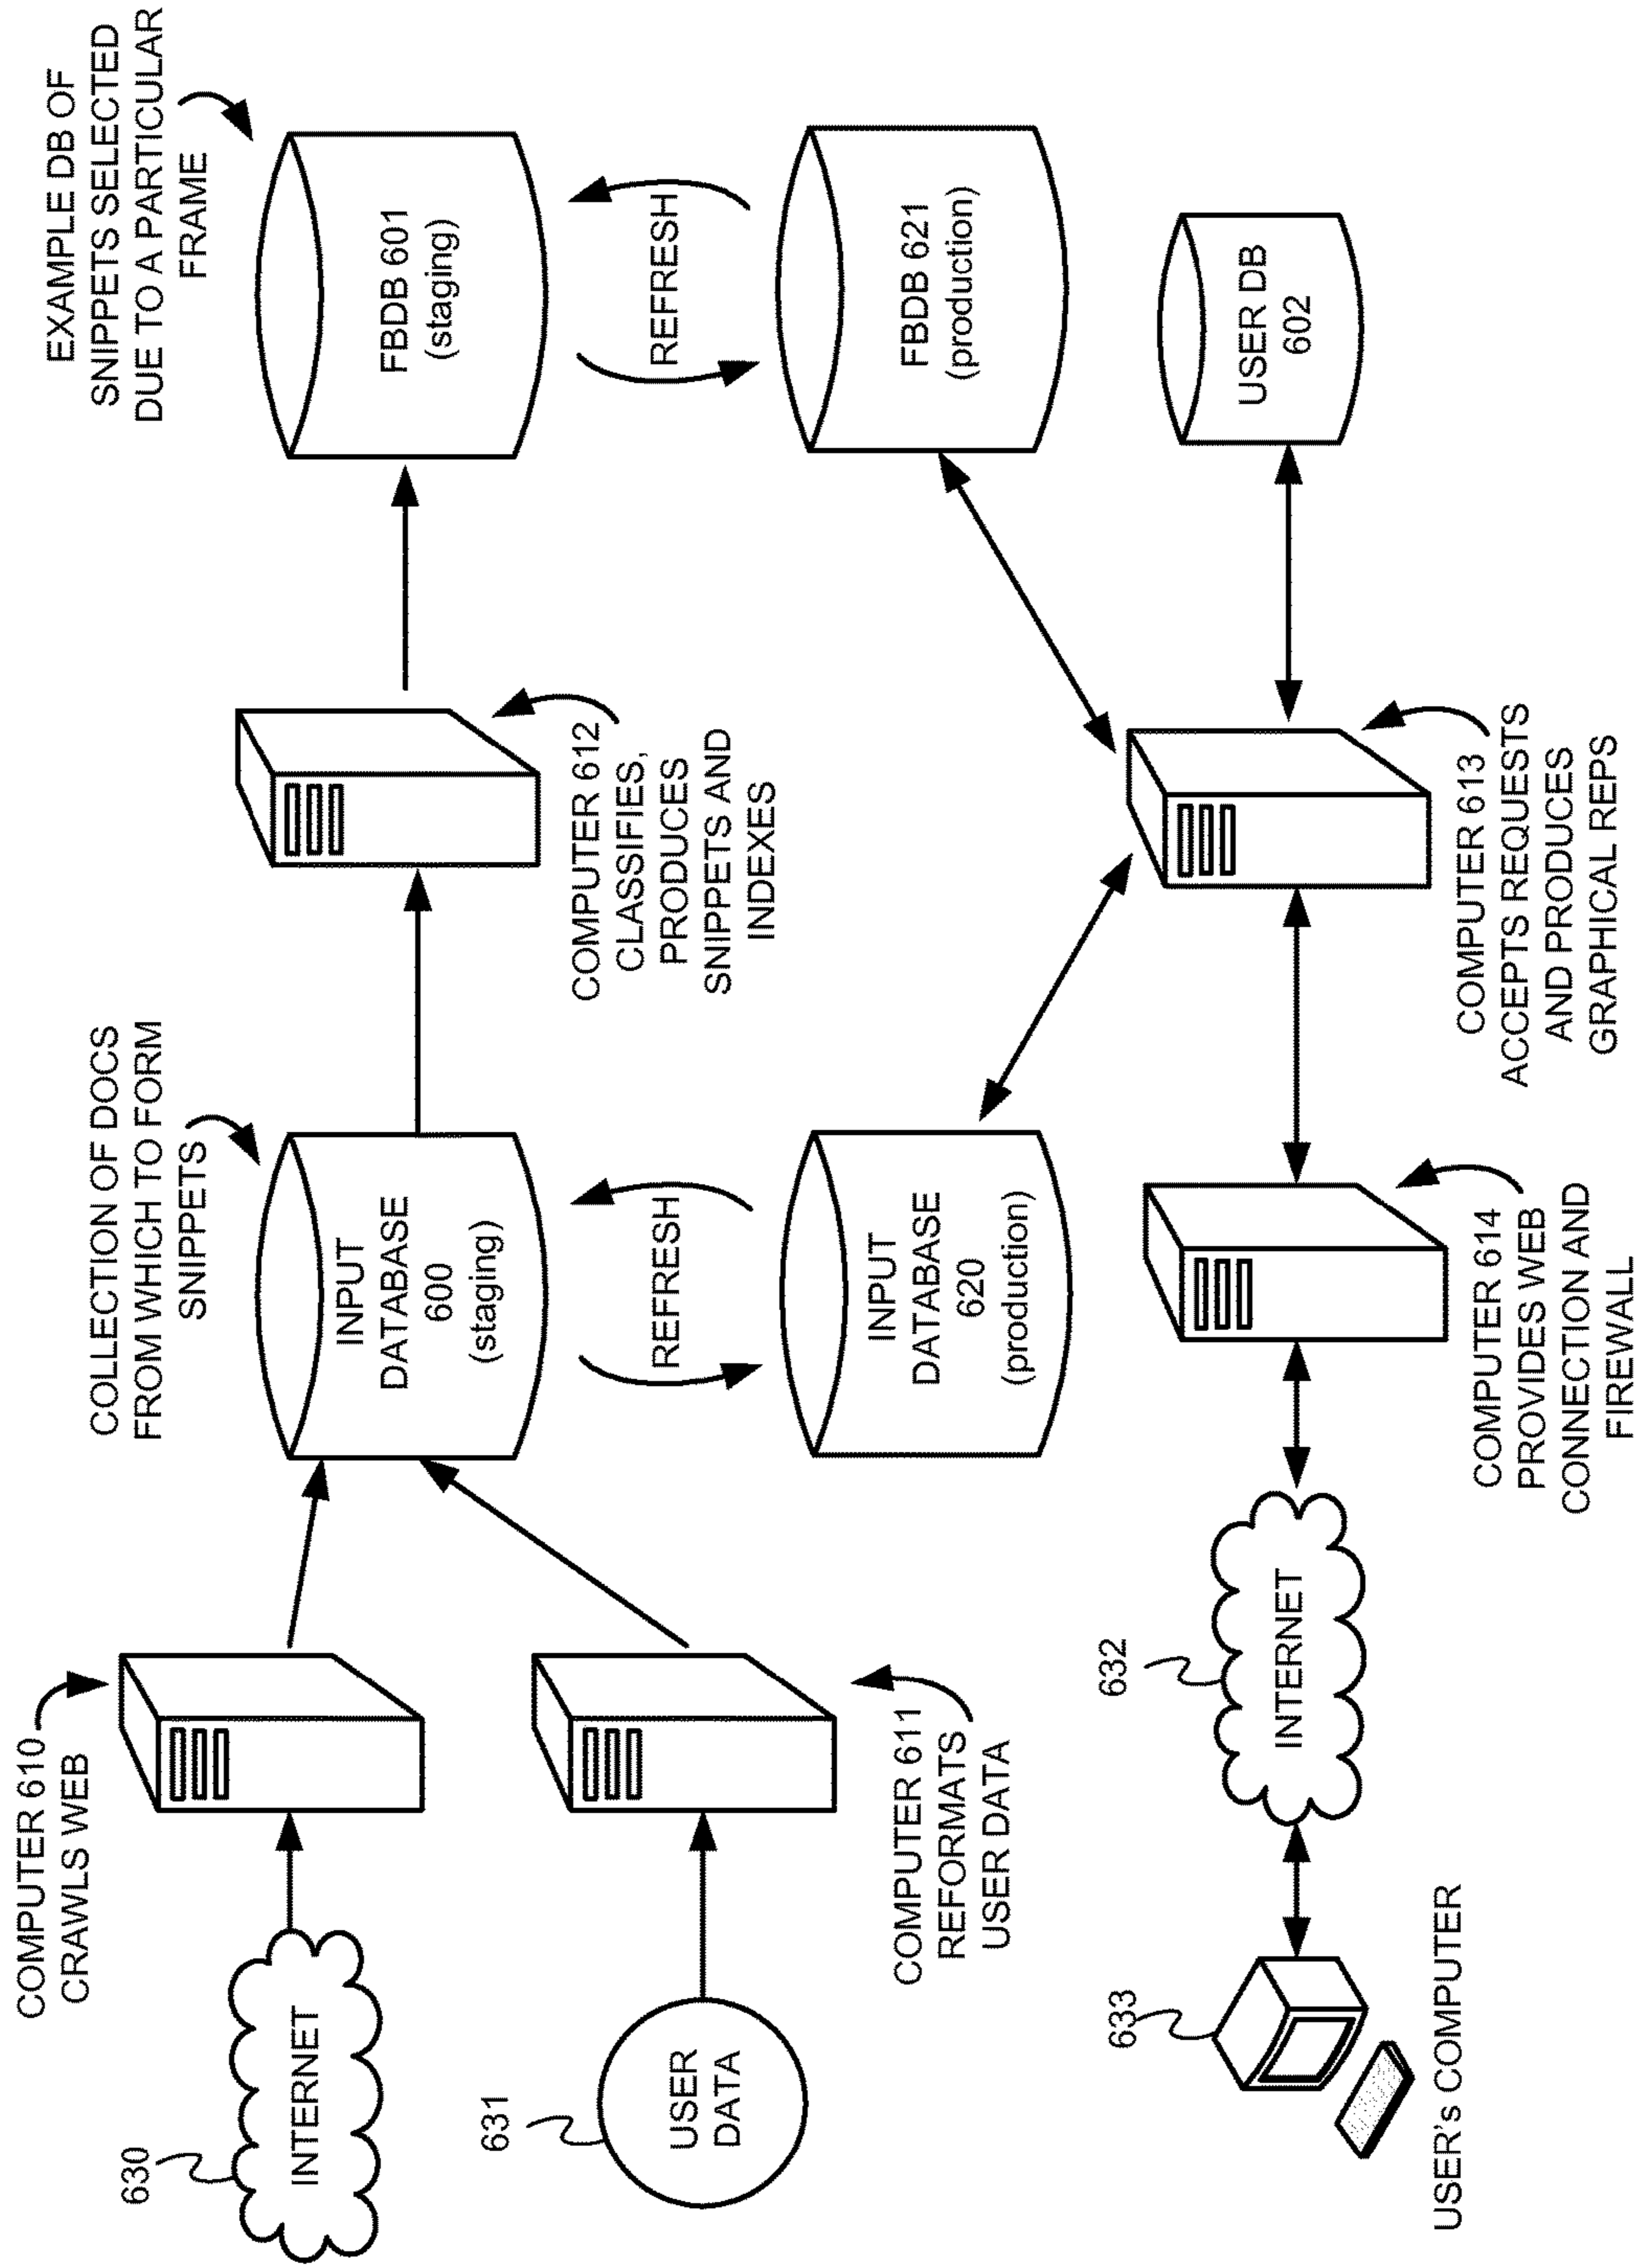 COMPUTER 610
CRAWLS WEB
630
INTERNET
631
USER
DATA
COMPUTER 611
REFORMATS
USER DATA
COLLECTION OF DOCS
FROM WHICH TO FORM
SNIPPETS
INPUT
DATABASE
600
(staging)
REFRESH
INPUT
DATABASE
620
(production)
COMPUTER 612
CLASSIFIES,
PRODUCES
SNIPPETS AND
INDEXES
EXAMPLE DB OF
SNIPPETS SELECTED
DUE TO A PARTICULAR
FRAME
FBDB 601
(staging)
REFRESH
FBDB 621
(production)
USER DB
602
633
USER's COMPUTER
632
INTERNET
COMPUTER 614
PROVIDES WEB
CONNECTION AND
FIREWALL
COMPUTER 613
ACCEPTS REQUESTS
AND PRODUCES
GRAPHICAL REPS